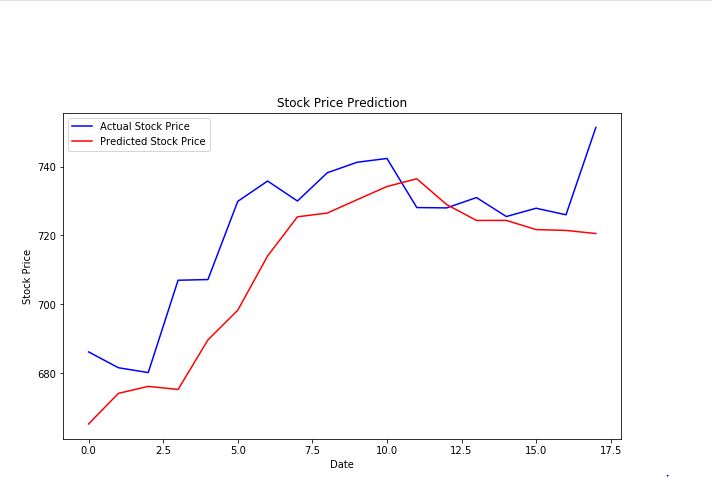 Stock Price Prediction
Actual Stock Price
Predicted Stock Price
740
720
700
680
Stock Price
0.0 2.5 5.0 7.5 10.0 12.5 15.0 17.5
Date